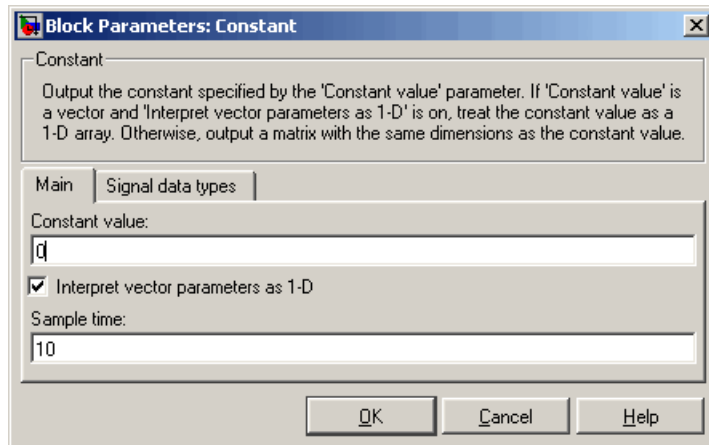 Block Parameters: Constant
Constant
Output the constant specified by the 'Constant value' parameter. If 'Constant value' is
a vector and 'Interpret vector parameters as 1-D' is on, treat the constant value as a
1-D array. Otherwise, output a matrix with the same dimensions as the constant value.
Main Signal data types
Constant value:
0
Interpret vector parameters as 1-D
Sample time:
10
OK Cancel Help